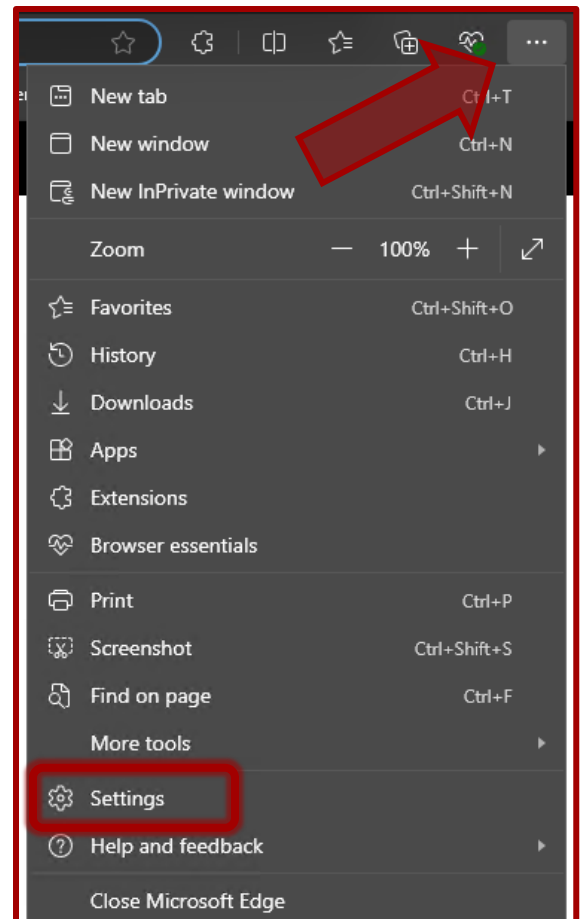 New tab Ctrl+T
New window Ctrl+N
New InPrivate window Ctrl+Shift+N
Zoom 100%
Favorites Ctrl+Shift+O
History Ctrl+H
Downloads Ctrl+J
Apps
Extensions
Browser essentials
Print Ctrl+P
Screenshot Ctrl+Shift+S
Find on page Ctrl+F
More tools
Settings
Help and feedback
Close Microsoft Edge